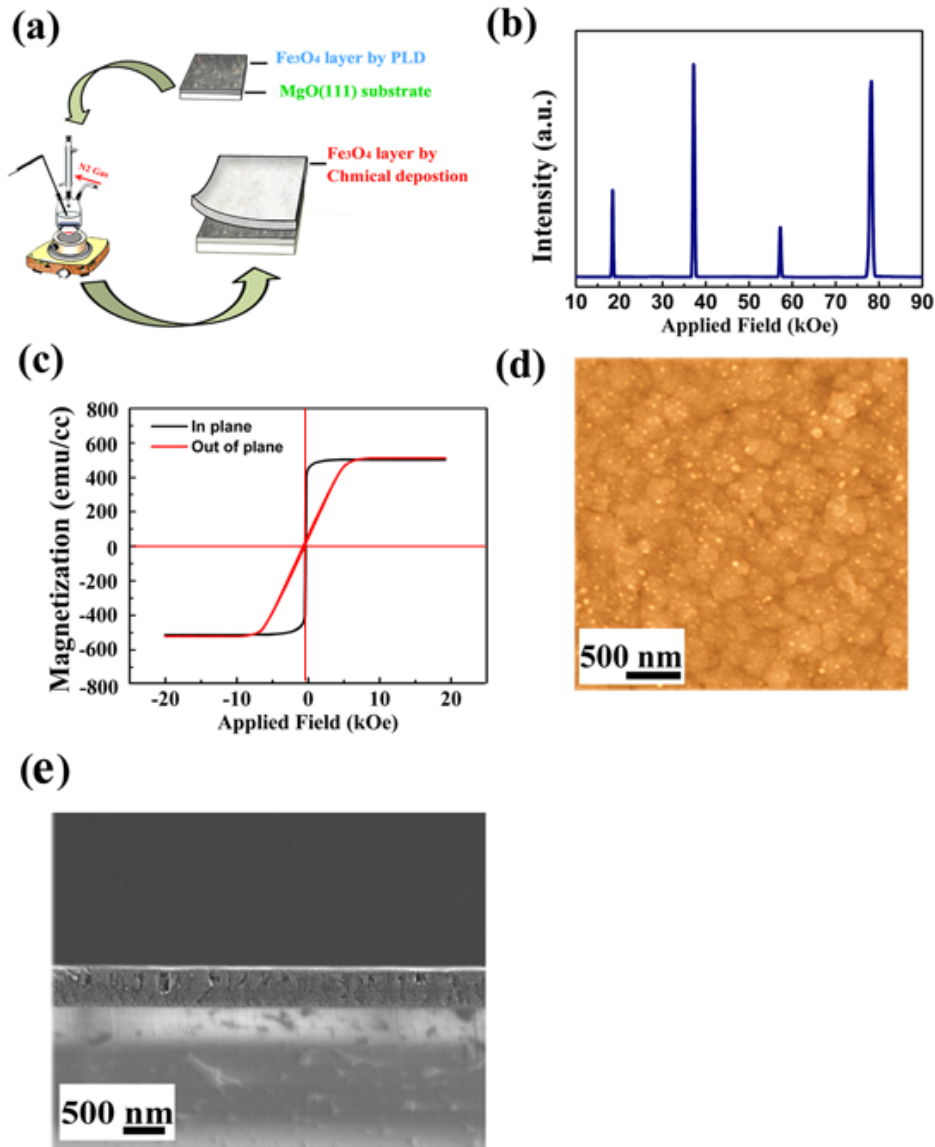 (a)
Fe₃O₄ layer by PLD
MgO(111) substrate
N2 Gas
Fe₃O₄ layer by
Chmical depostion
(b)
Intensity (a.u.)
10 20 30 40 50 60 70 80 90
Applied Field (kOe)
(c)
Magnetization (emu/cc)
800
600
400
200
0
-200
-400
-600
-800
In plane
Out of plane
-20 -10 0 10 20
Applied Field (kOe)
(d)
500 nm
(e)
500 nm